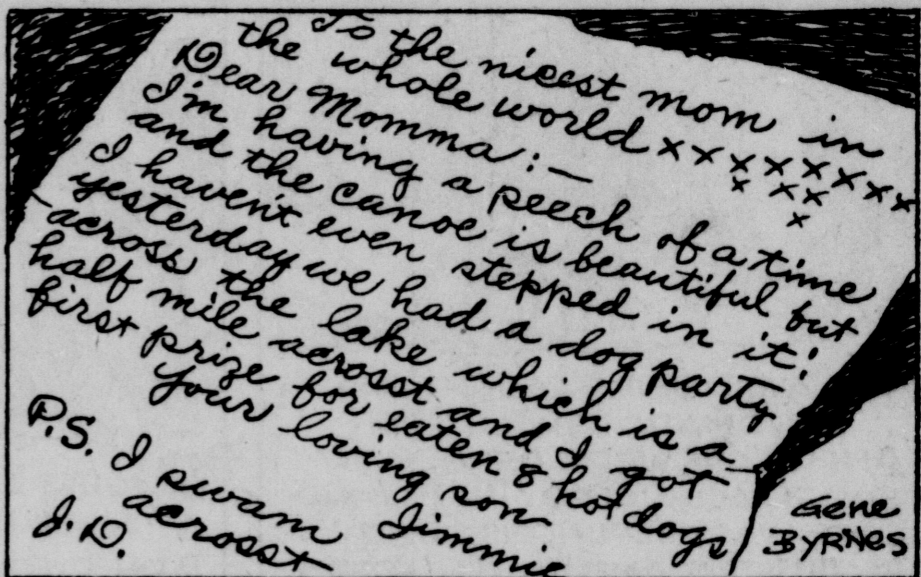 To the nicest mom in
the whole world x x x x x x x x
x x x
x
Dear Momma:—
I'm having a peech of a time
and the canoe is beautiful but
I haven't even stepped in it!
yesterday we had a dog party
across the lake which is a
half mile acrosst and I got
first prize for eaten 8 hot dogs
your loving son
Jimmie
P.S. I swam
acrosst
J.D.
Gene
Byrnes